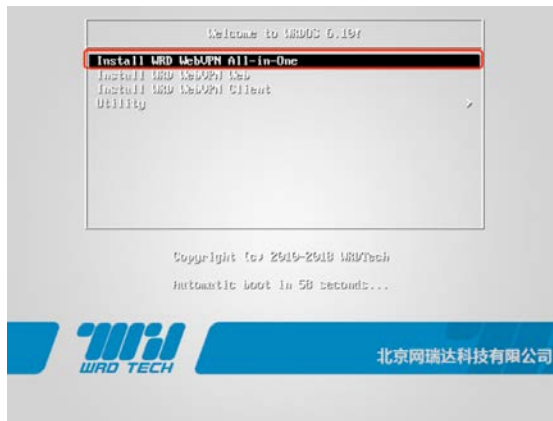 Welcome to WRDOS 6.10!
Install WRD WebVPN All-in-One
Install WRD WebVPN Web
Install WRD WebVPN Client
Utility >
Copyright (c) 2010-2018 WRDTech
Automatic boot in 58 seconds...
WRD TECH
北京网瑞达科技有限公司